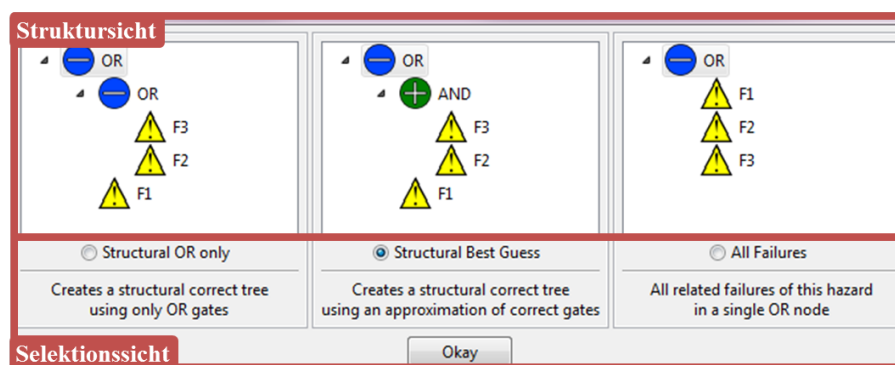 Struktursicht
OR
OR
F3
F2
F1
OR
AND
F3
F2
F1
OR
F1
F2
F3
Structural OR only
Creates a structural correct tree
using only OR gates
Structural Best Guess
Creates a structural correct tree
using an approximation of correct gates
All Failures
All related failures of this hazard
in a single OR node
Selektionssicht
Okay